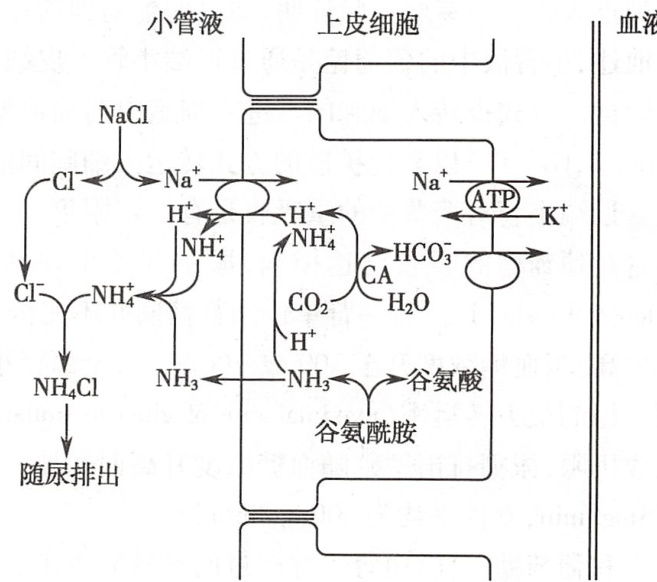 小管液 上皮细胞 血液
NaCl
Cl⁻ Na⁺ Na⁺ ATP
H⁺ H⁺ K⁺
NH₄⁺ NH₄⁺ HCO₃⁻
CA
Cl⁻ NH₄⁺ CO₂ H₂O
H⁺
NH₄Cl NH₃ NH₃ 谷氨酸
谷氨酰胺
随尿排出